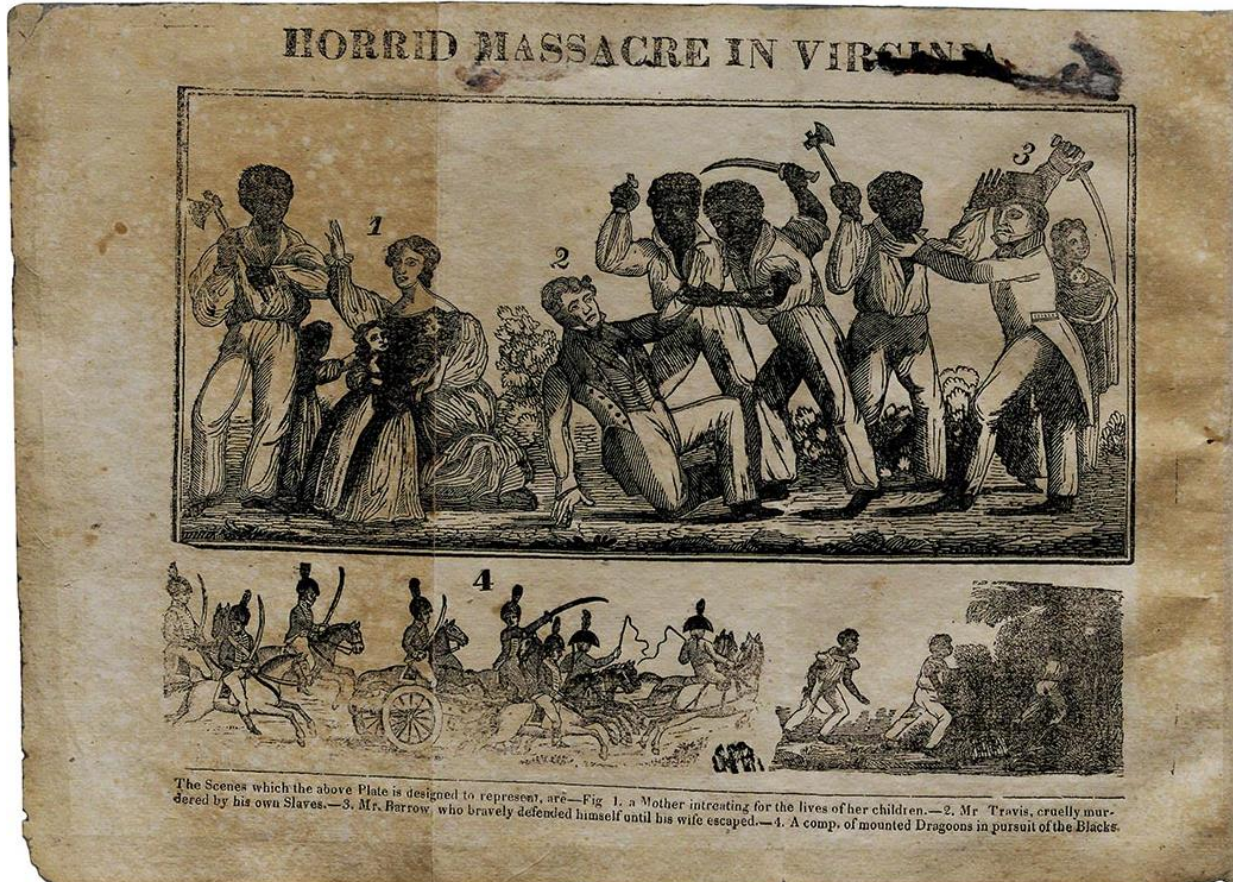 HORRID MASSACRE IN VIRGINIA
1
2
3
4
The Scenes which the above Plate is designed to represent, are—Fig 1. a Mother intreating for the lives of her children.—2. Mr Travis, cruelly mur-
dered by his own Slaves.—3. Mr. Barrow, who bravely defended himself until his wife escaped.—4. A comp. of mounted Dragoons in pursuit of the Blacks.